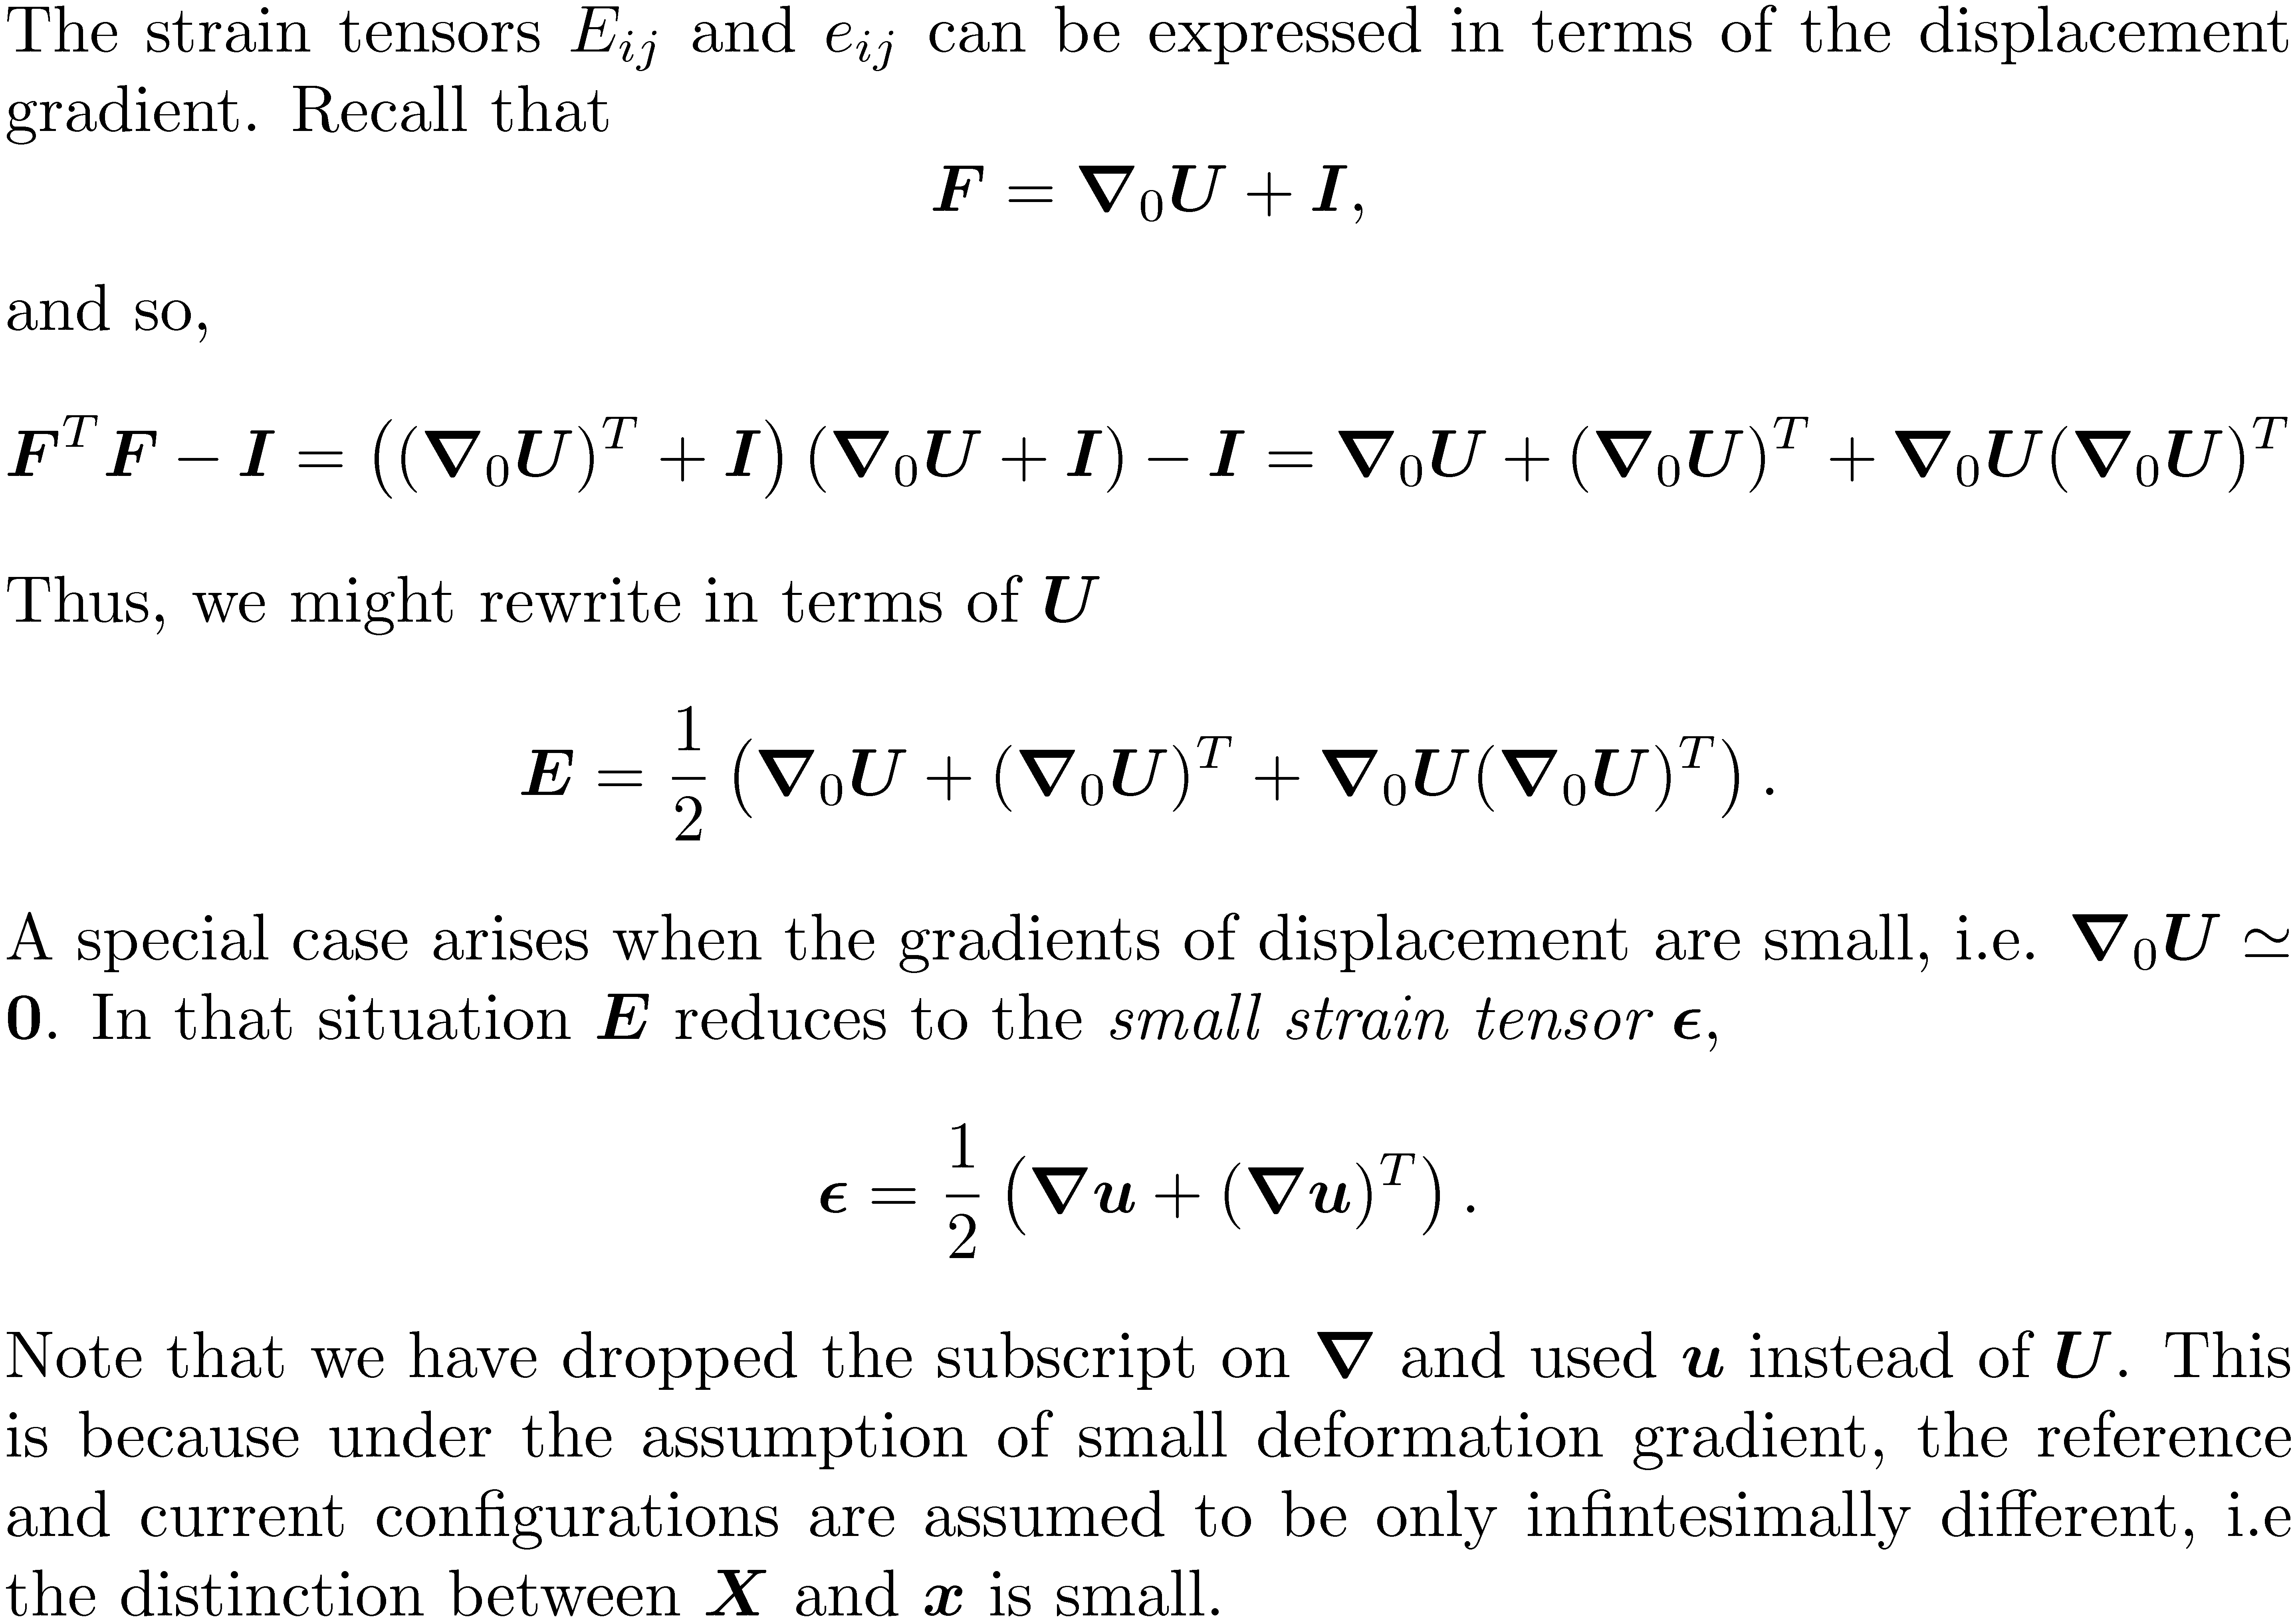 The strain tensors $E_{ij}$ and $e_{ij}$ can be expressed in terms of the displacement
gradient. Recall that
$$\boldsymbol{F} = \boldsymbol{\nabla}_0 \boldsymbol{U} + \boldsymbol{I},$$
and so,
$$\boldsymbol{F}^T \boldsymbol{F} - \boldsymbol{I} = \left( (\boldsymbol{\nabla}_0 \boldsymbol{U})^T + \boldsymbol{I} \right) (\boldsymbol{\nabla}_0 \boldsymbol{U} + \boldsymbol{I}) - \boldsymbol{I} = \boldsymbol{\nabla}_0 \boldsymbol{U} + (\boldsymbol{\nabla}_0 \boldsymbol{U})^T + \boldsymbol{\nabla}_0 \boldsymbol{U} (\boldsymbol{\nabla}_0 \boldsymbol{U})^T$$
Thus, we might rewrite in terms of $\boldsymbol{U}$
$$\boldsymbol{E} = \frac{1}{2} \left( \boldsymbol{\nabla}_0 \boldsymbol{U} + (\boldsymbol{\nabla}_0 \boldsymbol{U})^T + \boldsymbol{\nabla}_0 \boldsymbol{U} (\boldsymbol{\nabla}_0 \boldsymbol{U})^T \right).$$
A special case arises when the gradients of displacement are small, i.e. $\boldsymbol{\nabla}_0 \boldsymbol{U} \simeq$
$\mathbf{0}$. In that situation $\boldsymbol{E}$ reduces to the *small strain tensor* $\boldsymbol{\epsilon}$,
$$\boldsymbol{\epsilon} = \frac{1}{2} \left( \boldsymbol{\nabla} \boldsymbol{u} + (\boldsymbol{\nabla} \boldsymbol{u})^T \right).$$
Note that we have dropped the subscript on $\boldsymbol{\nabla}$ and used $\boldsymbol{u}$ instead of $\boldsymbol{U}$. This
is because under the assumption of small deformation gradient, the reference
and current configurations are assumed to be only infintesimally different, i.e
the distinction between $\boldsymbol{X}$ and $\boldsymbol{x}$ is small.